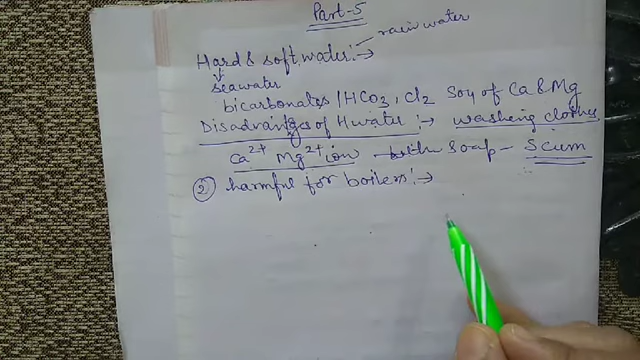 Part-5
rain water
Hard & soft water :→
seawater
bicarbonates / HCO3, Cl2 SO4 of Ca & Mg
Disadvantgs of H water :→ washing clothes
Ca2+ Mg2+ ion with Soap - Scum
② harmful for boilers :→